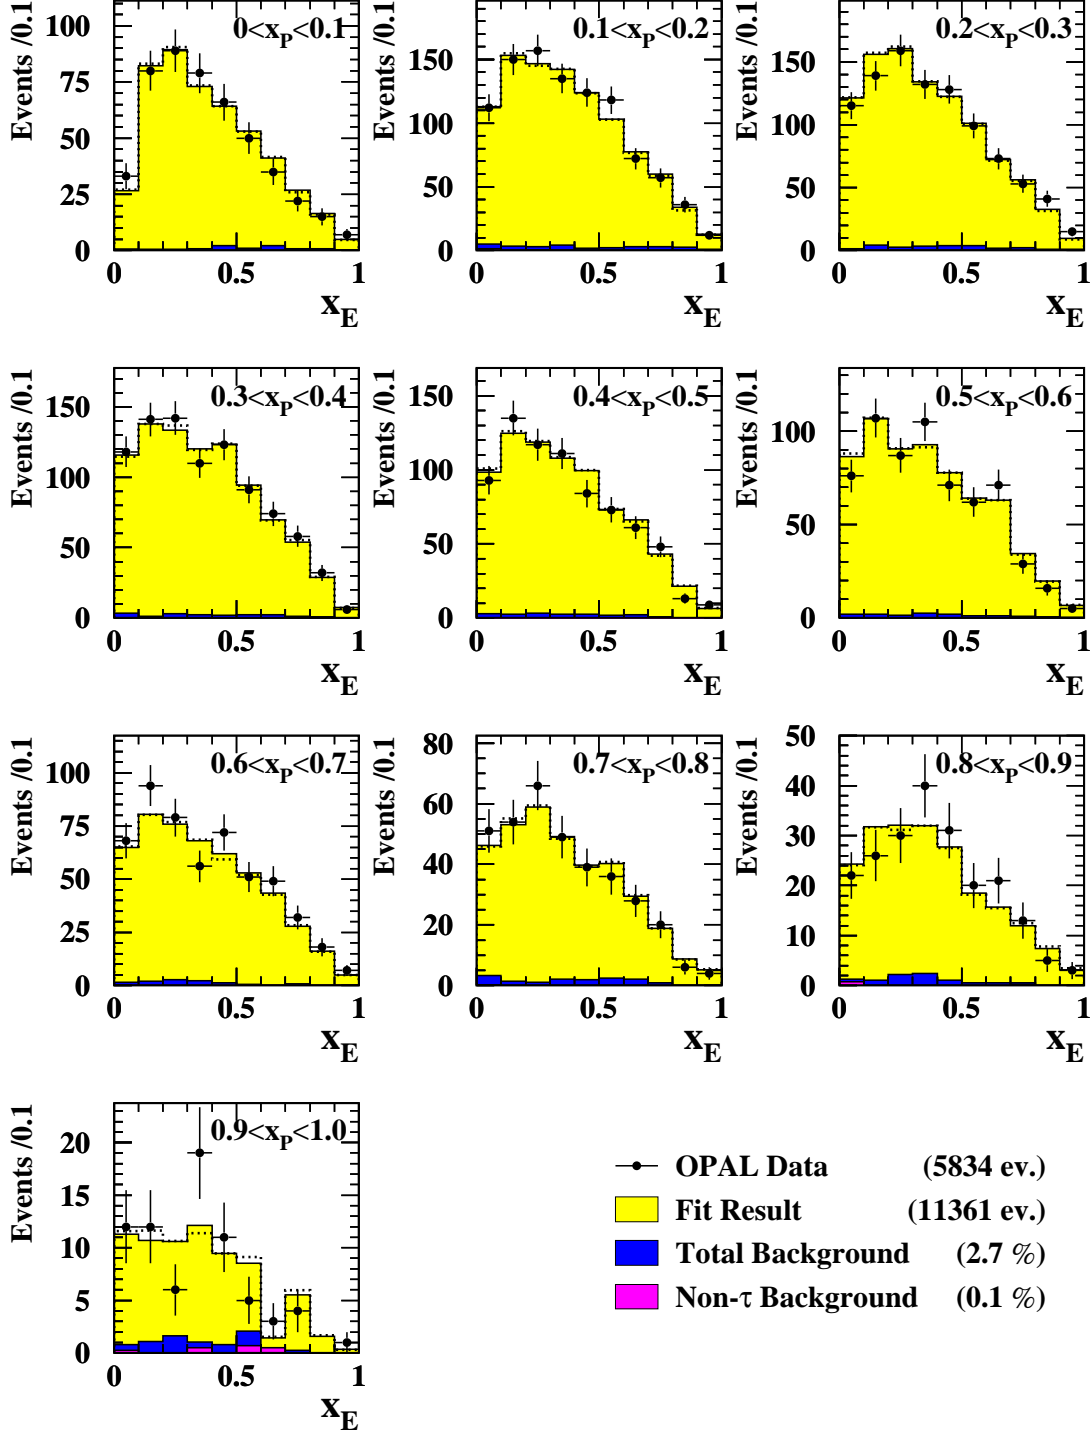 Events /0.1
0<x_P<0.1
100
75
50
25
0
0 0.5 1
x_E
Events /0.1
0.1<x_P<0.2
150
100
50
0
0 0.5 1
x_E
Events /0.1
0.2<x_P<0.3
150
100
50
0
0 0.5 1
x_E
Events /0.1
0.3<x_P<0.4
150
100
50
0
0 0.5 1
x_E
Events /0.1
0.4<x_P<0.5
150
100
50
0
0 0.5 1
x_E
Events /0.1
0.5<x_P<0.6
100
50
0
0 0.5 1
x_E
Events /0.1
0.6<x_P<0.7
100
75
50
25
0
0 0.5 1
x_E
Events /0.1
0.7<x_P<0.8
80
60
40
20
0
0 0.5 1
x_E
Events /0.1
0.8<x_P<0.9
50
40
30
20
10
0
0 0.5 1
x_E
Events /0.1
0.9<x_P<1.0
20
15
10
5
0
0 0.5 1
x_E
OPAL Data (5834 ev.)
Fit Result (11361 ev.)
Total Background (2.7 %)
Non-τ Background (0.1 %)